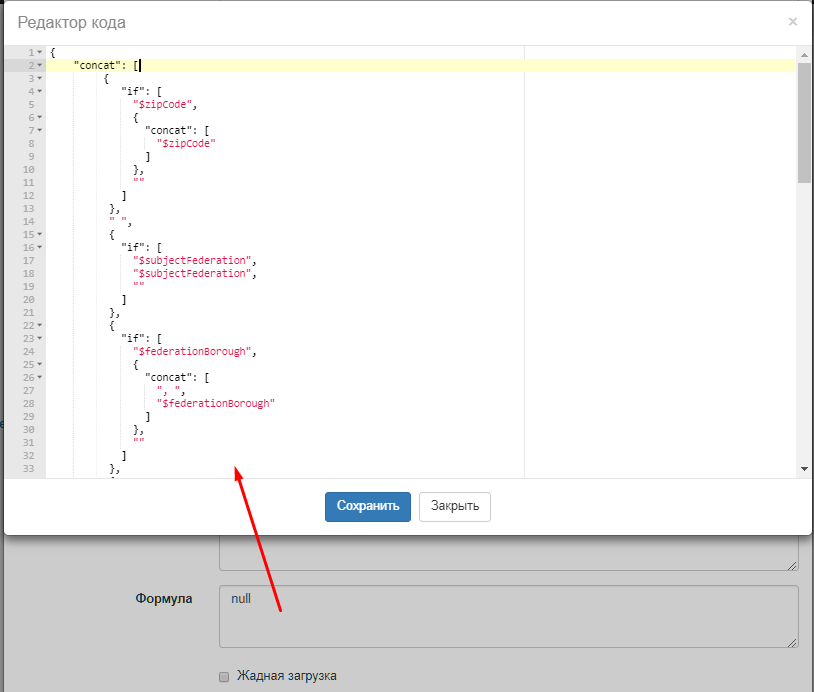 Редактор кода ×
1 {
2 "concat": [
3 {
4 "if": [
5 "$zipCode",
6 {
7 "concat": [
8 "$zipCode"
9 ]
10 },
11 ""
12 ]
13 },
14 " ",
15 {
16 "if": [
17 "$subjectFederation",
18 "$subjectFederation",
19 ""
20 ]
21 },
22 {
23 "if": [
24 "$federationBorough",
25 {
26 "concat": [
27 ", ",
28 "$federationBorough"
29 ]
30 },
31 ""
32 ]
33 },
Сохранить Закрыть
Формула null
Жадная загрузка